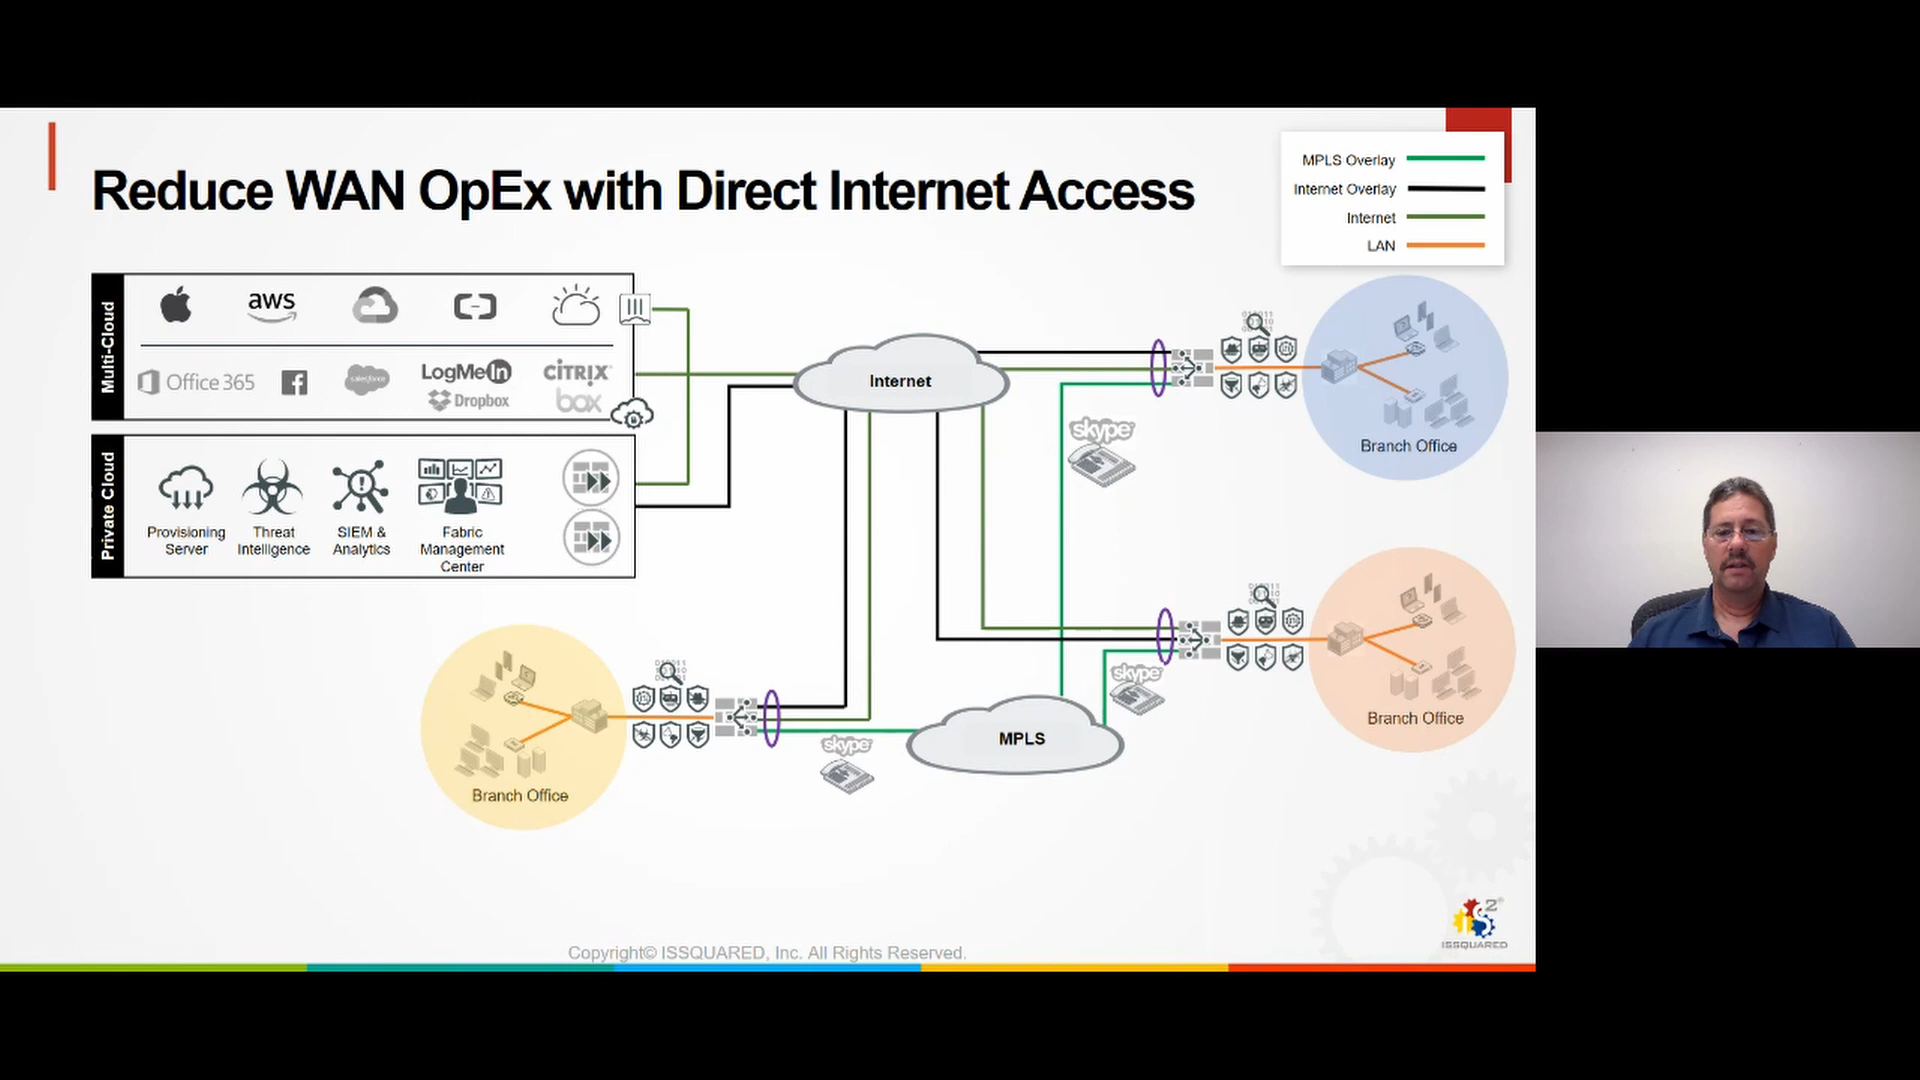 Reduce WAN OpEx with Direct Internet Access
MPLS Overlay
Internet Overlay
Internet
LAN
Multi-Cloud
aws
Office 365
salesforce
LogMeIn
Dropbox
CITRIX
box
Private Cloud
Provisioning
Server
Threat
Intelligence
SIEM &
Analytics
Fabric
Management
Center
Internet
skype
Branch Office
skype
Branch Office
MPLS
skype
Branch Office
iS2
ISSQUARED
Copyright© ISSQUARED, Inc. All Rights Reserved.